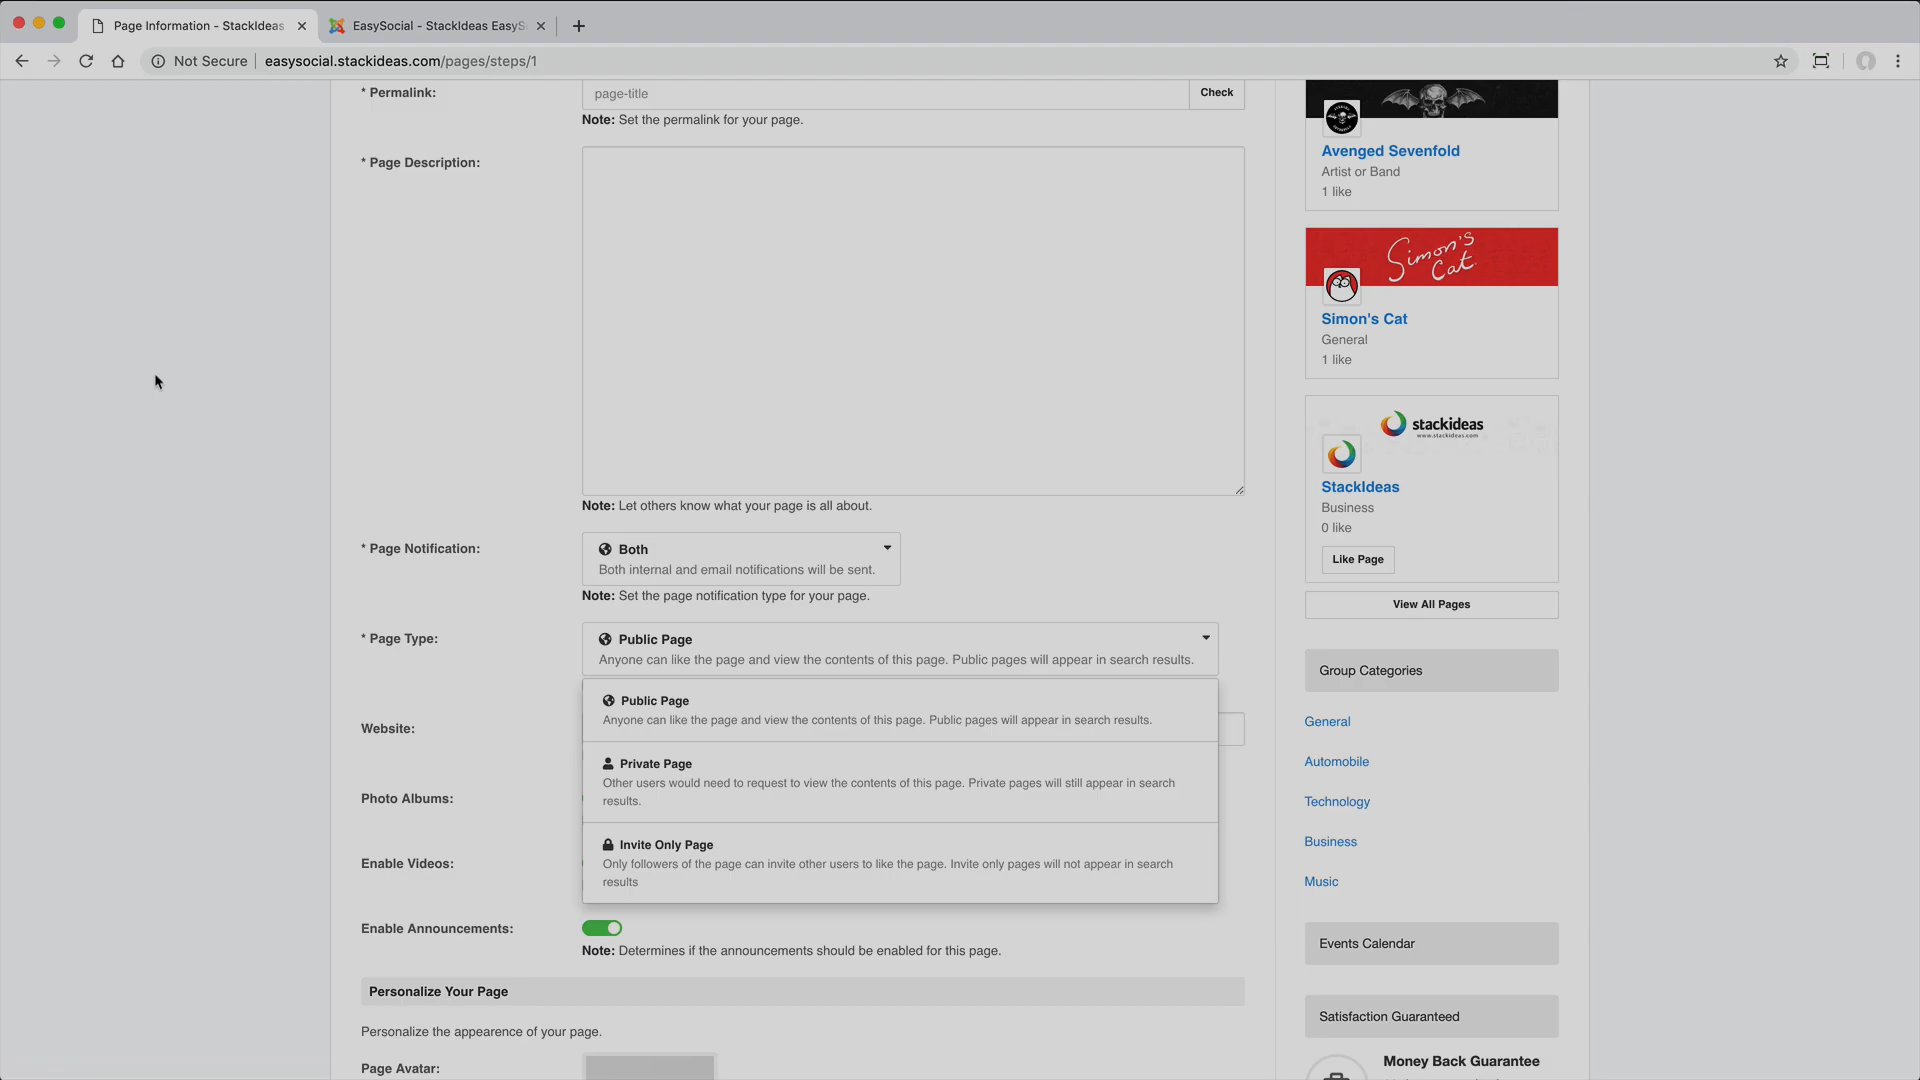 Page Information - StackIdeas
EasySocial - StackIdeas EasyS
Not Secure
easysocial.stackideas.com/pages/steps/1
* Permalink:
page-title
Check
Note: Set the permalink for your page.
* Page Description:
Note: Let others know what your page is all about.
* Page Notification:
Both
Both internal and email notifications will be sent.
Note: Set the page notification type for your page.
* Page Type:
Public Page
Anyone can like the page and view the contents of this page. Public pages will appear in search results.
Public Page
Anyone can like the page and view the contents of this page. Public pages will appear in search results.
Website:
Private Page
Other users would need to request to view the contents of this page. Private pages will still appear in search
results.
Photo Albums:
Invite Only Page
Only followers of the page can invite other users to like the page. Invite only pages will not appear in search
results
Enable Videos:
Enable Announcements:
Note: Determines if the announcements should be enabled for this page.
Personalize Your Page
Personalize the appearence of your page.
Page Avatar:
Avenged Sevenfold
Artist or Band
1 like
Simon's
Cat
Simon's Cat
General
1 like
stackideas
www.stackideas.com
StackIdeas
Business
0 like
Like Page
View All Pages
Group Categories
General
Automobile
Technology
Business
Music
Events Calendar
Satisfaction Guaranteed
Money Back Guarantee